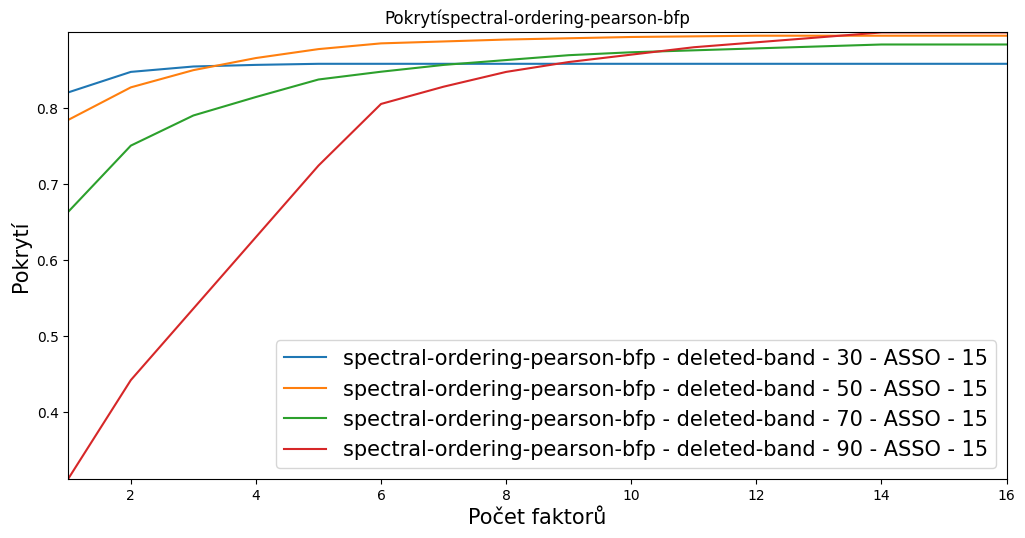 Pokrytíspectral-ordering-pearson-bfp
0.8
0.7
0.6
0.5
0.4
Pokrytí
spectral-ordering-pearson-bfp - deleted-band - 30 - ASSO - 15
spectral-ordering-pearson-bfp - deleted-band - 50 - ASSO - 15
spectral-ordering-pearson-bfp - deleted-band - 70 - ASSO - 15
spectral-ordering-pearson-bfp - deleted-band - 90 - ASSO - 15
2 4 6 8 10 12 14 16
Počet faktorů